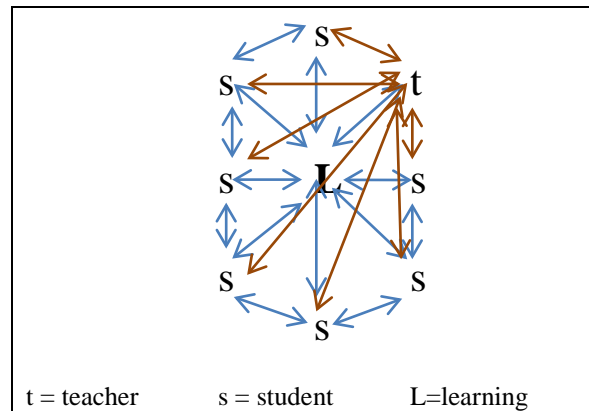 s
s t
s L s
s s
s
t = teacher s = student L=learning